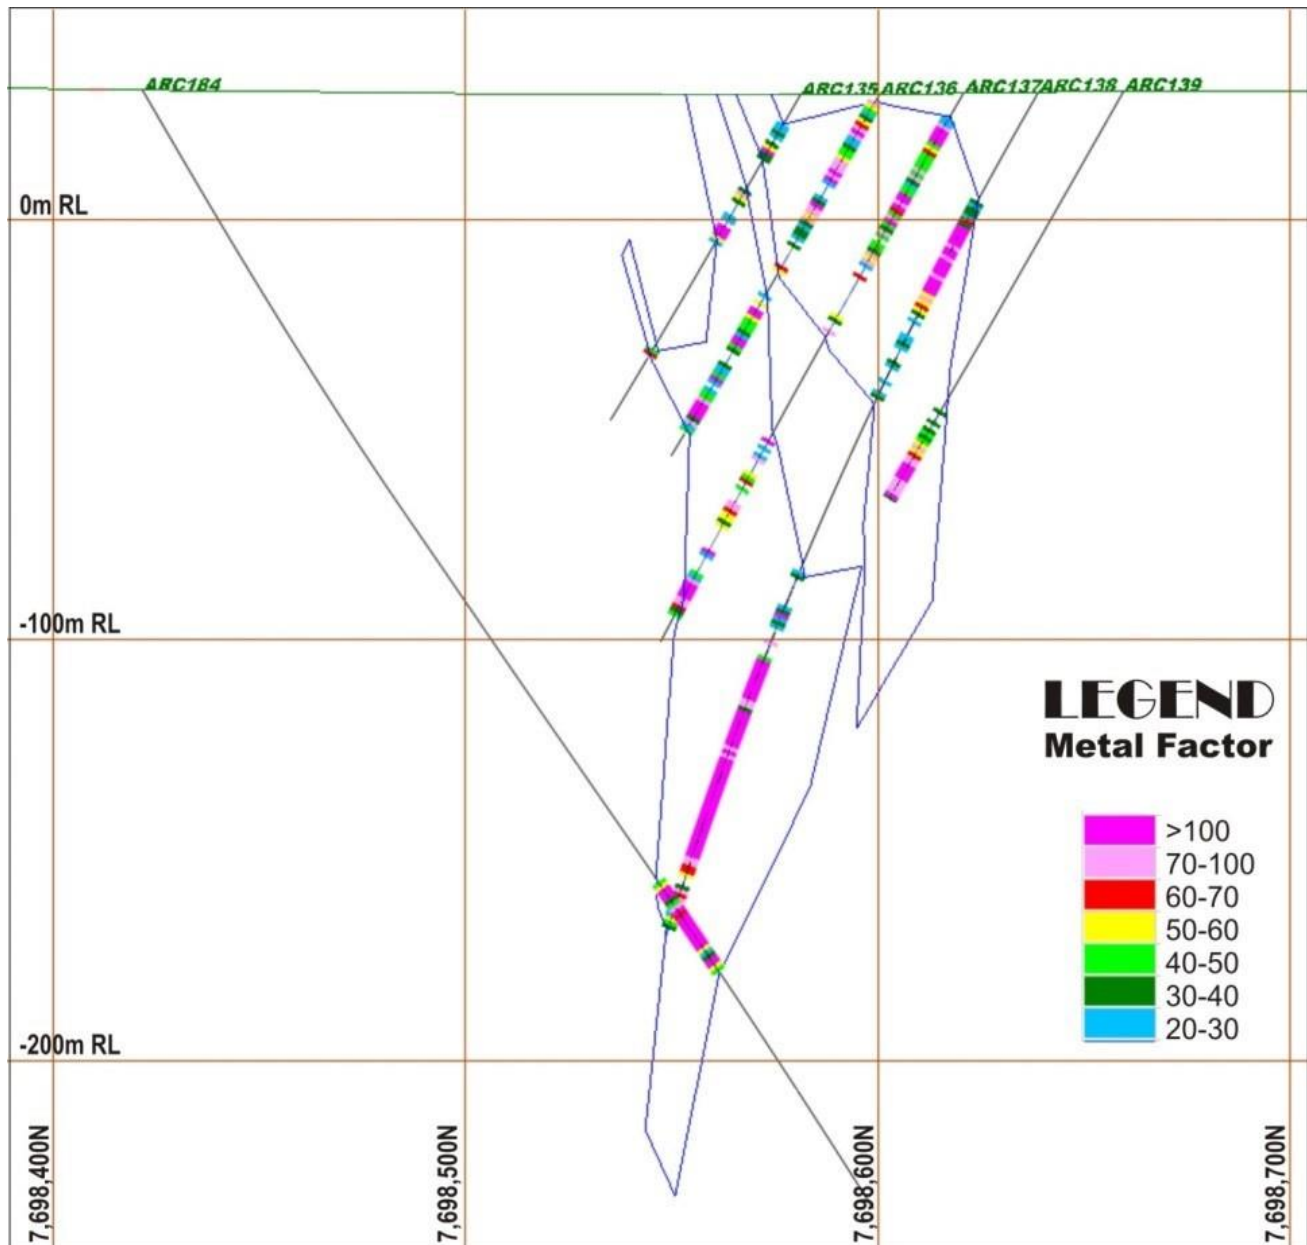 ARC184
ARC135 ARC136 ARC137 ARC138 ARC139
0m RL
-100m RL
LEGEND
Metal Factor
>100
70-100
60-70
50-60
40-50
30-40
20-30
-200m RL
7,698,400N
7,698,500N
7,698,600N
7,698,700N